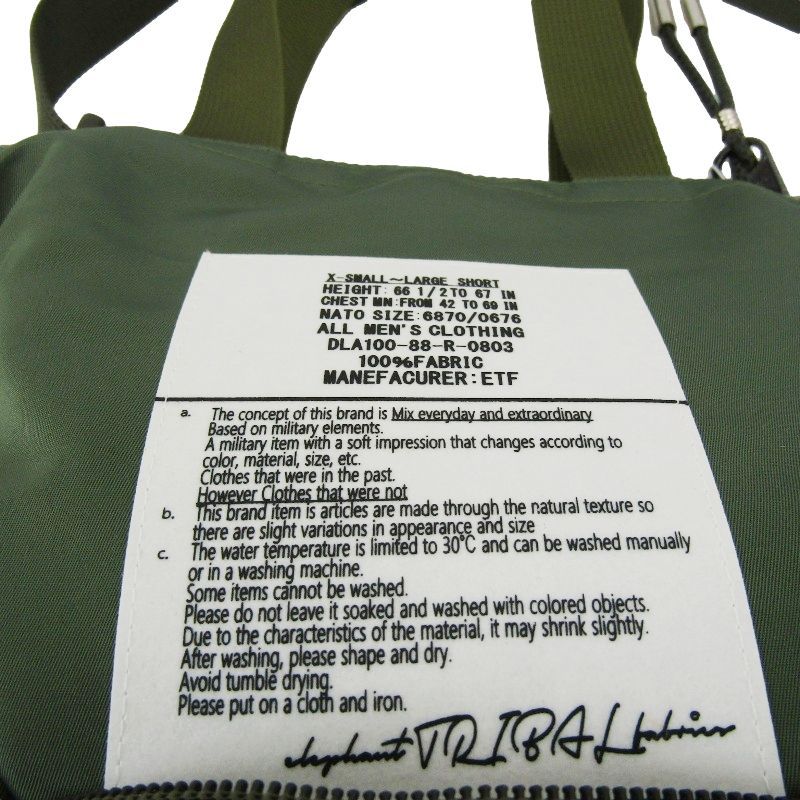 X-SMALL~LARGE SHORT
HEIGHT: 66 1/2 TO 67 IN
CHEST MN:FROM 42 TO 69 IN
NATO SIZE:6870/0676
ALL MEN'S CLOTHING
DLA100-88-R-0803
100%FABRIC
MANEFACURER:ETF
a. The concept of this brand is Mix everyday and extraordinary
Based on military elements.
A military item with a soft impression that changes according to
color, material, size, etc.
Clothes that were in the past.
However Clothes that were not
b. This brand item is articles are made through the natural texture so
there are slight variations in appearance and size
c. The water temperature is limited to 30℃ and can be washed manually
or in a washing machine.
Some items cannot be washed.
Please do not leave it soaked and washed with colored objects.
Due to the characteristics of the material, it may shrink slightly.
After washing, please shape and dry.
Avoid tumble drying.
Please put on a cloth and iron.
elephant TRIBAL fabrics